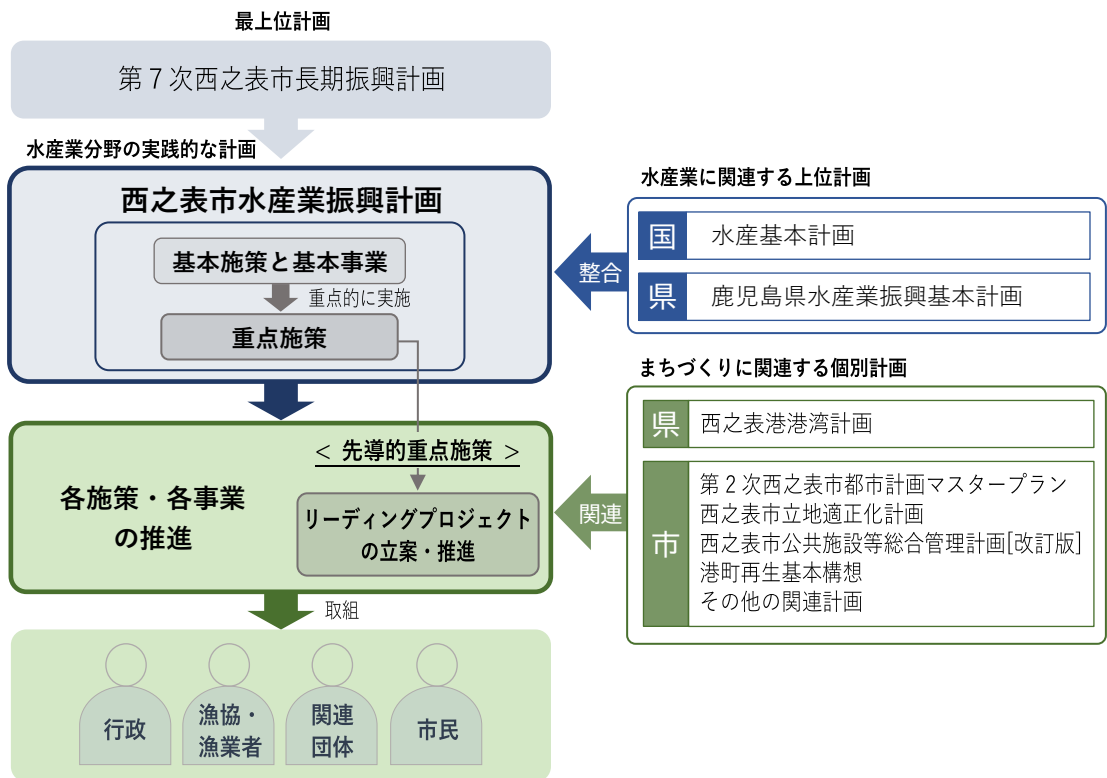 最上位計画
第７次西之表市長期振興計画
水産業分野の実践的な計画
西之表市水産業振興計画
基本施策と基本事業
重点的に実施
重点施策
水産業に関連する上位計画
整合
国
水産基本計画
県
鹿児島県水産業振興基本計画
まちづくりに関連する個別計画
＜ 先導的重点施策 ＞
各施策・各事業
の推進
リーディングプロジェクト
の立案・推進
関連
県
西之表港港湾計画
市
第２次西之表市都市計画マスタープラン
西之表市立地適正化計画
西之表市公共施設等総合管理計画[改訂版]
港町再生基本構想
その他の関連計画
取組
行政
漁協・
漁業者
関連
団体
市民